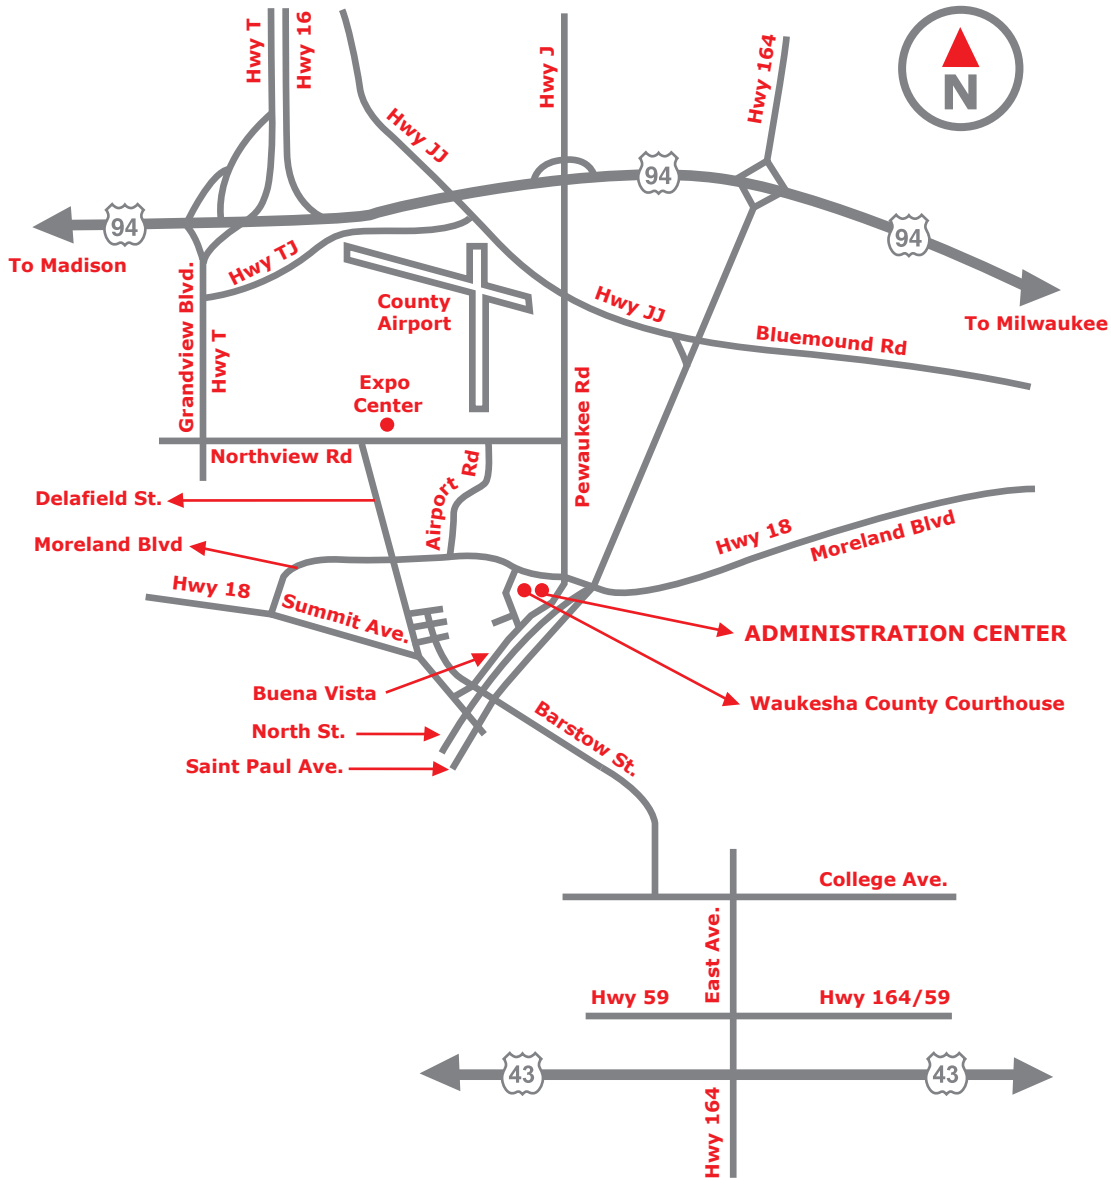 Hwy T
Hwy 16
Hwy JJ
Hwy J
Hwy 164
N
94
94
94
To Madison
Hwy TJ
County
Airport
Hwy JJ
To Milwaukee
Bluemound Rd
Grandview Blvd.
Hwy T
Expo
Center
Pewaukee Rd
Northview Rd
Airport Rd
Delafield St.
Moreland Blvd
Hwy 18
Moreland Blvd
Hwy 18
Summit Ave.
ADMINISTRATION CENTER
Buena Vista
Waukesha County Courthouse
North St.
Barstow St.
Saint Paul Ave.
College Ave.
East Ave.
Hwy 59
Hwy 164/59
43
43
Hwy 164